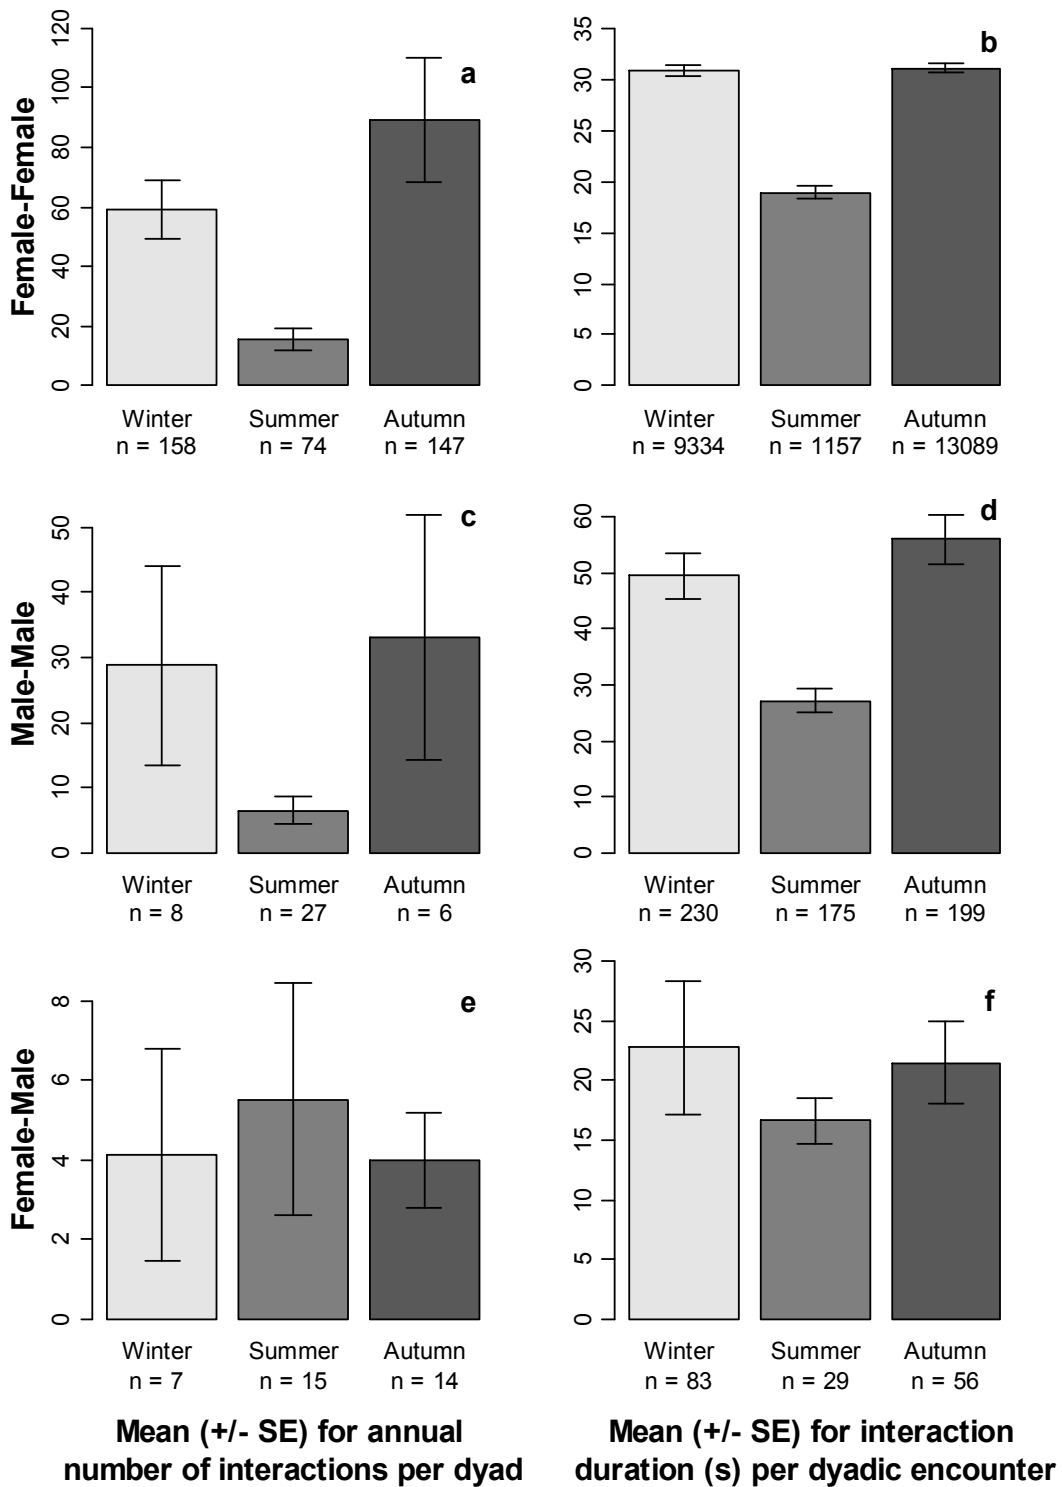 Female-Female
120
100
80
60
40
20
0
a
Winter Summer Autumn
n = 158 n = 74 n = 147
35
30
25
20
15
10
5
0
b
Winter Summer Autumn
n = 9334 n = 1157 n = 13089
Male-Male
50
40
30
20
10
0
c
Winter Summer Autumn
n = 8 n = 27 n = 6
60
50
40
30
20
10
0
d
Winter Summer Autumn
n = 230 n = 175 n = 199
Female-Male
8
6
4
2
0
e
Winter Summer Autumn
n = 7 n = 15 n = 14
30
25
20
15
10
5
0
f
Winter Summer Autumn
n = 83 n = 29 n = 56
Mean (+/- SE) for annual
number of interactions per dyad
Mean (+/- SE) for interaction
duration (s) per dyadic encounter